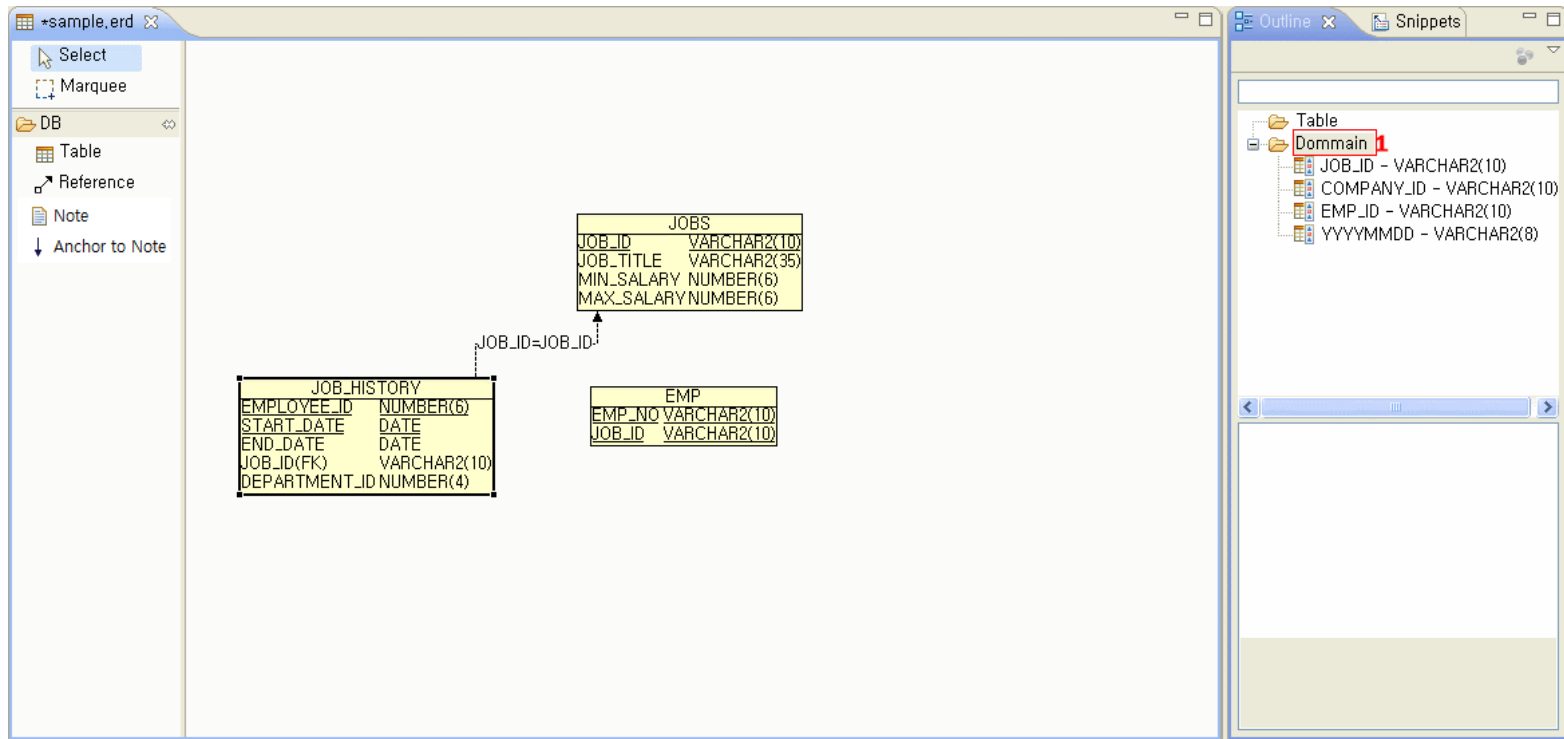 *sample.erd
Select
Marquee
DB
Table
Reference
Note
Anchor to Note
JOBS
JOB_ID VARCHAR2(10)
JOB_TITLE VARCHAR2(35)
MIN_SALARY NUMBER(6)
MAX_SALARY NUMBER(6)
JOB_ID=JOB_ID
JOB_HISTORY
EMPLOYEE_ID NUMBER(6)
START_DATE DATE
END_DATE DATE
JOB_ID(FK) VARCHAR2(10)
DEPARTMENT_ID NUMBER(4)
EMP
EMP_NO VARCHAR2(10)
JOB_ID VARCHAR2(10)
Outline Snippets
Table
Dommain 1
JOB_ID - VARCHAR2(10)
COMPANY_ID - VARCHAR2(10)
EMP_ID - VARCHAR2(10)
YYYYMMDD - VARCHAR2(8)